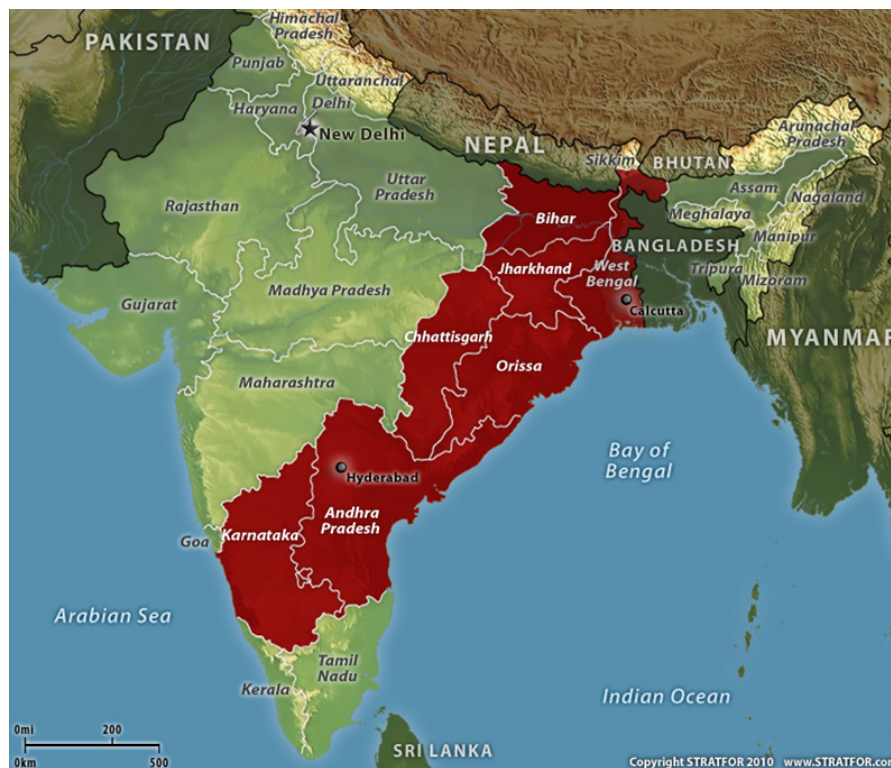 Himachal
Pradesh
PAKISTAN
Punjab
Uttaranchal
Haryana
Delhi
New Delhi
NEPAL
Arunachal
Pradesh
Sikkim
BHUTAN
Uttar
Pradesh
Assam
Nagaland
Rajasthan
Bihar
Meghalaya
Manipur
BANGLADESH
Jharkhand
West
Bengal
Tripura
Mizoram
Gujarat
Madhya Pradesh
Calcutta
Chhattisgarh
MYANMAR
Orissa
Maharashtra
Bay of
Bengal
Hyderabad
Andhra
Pradesh
Goa
Karnataka
Arabian Sea
Tamil
Nadu
Kerala
Indian Ocean
0mi 200
0km 500
SRI LANKA
Copyright STRATFOR 2010 www.STRATFOR.com